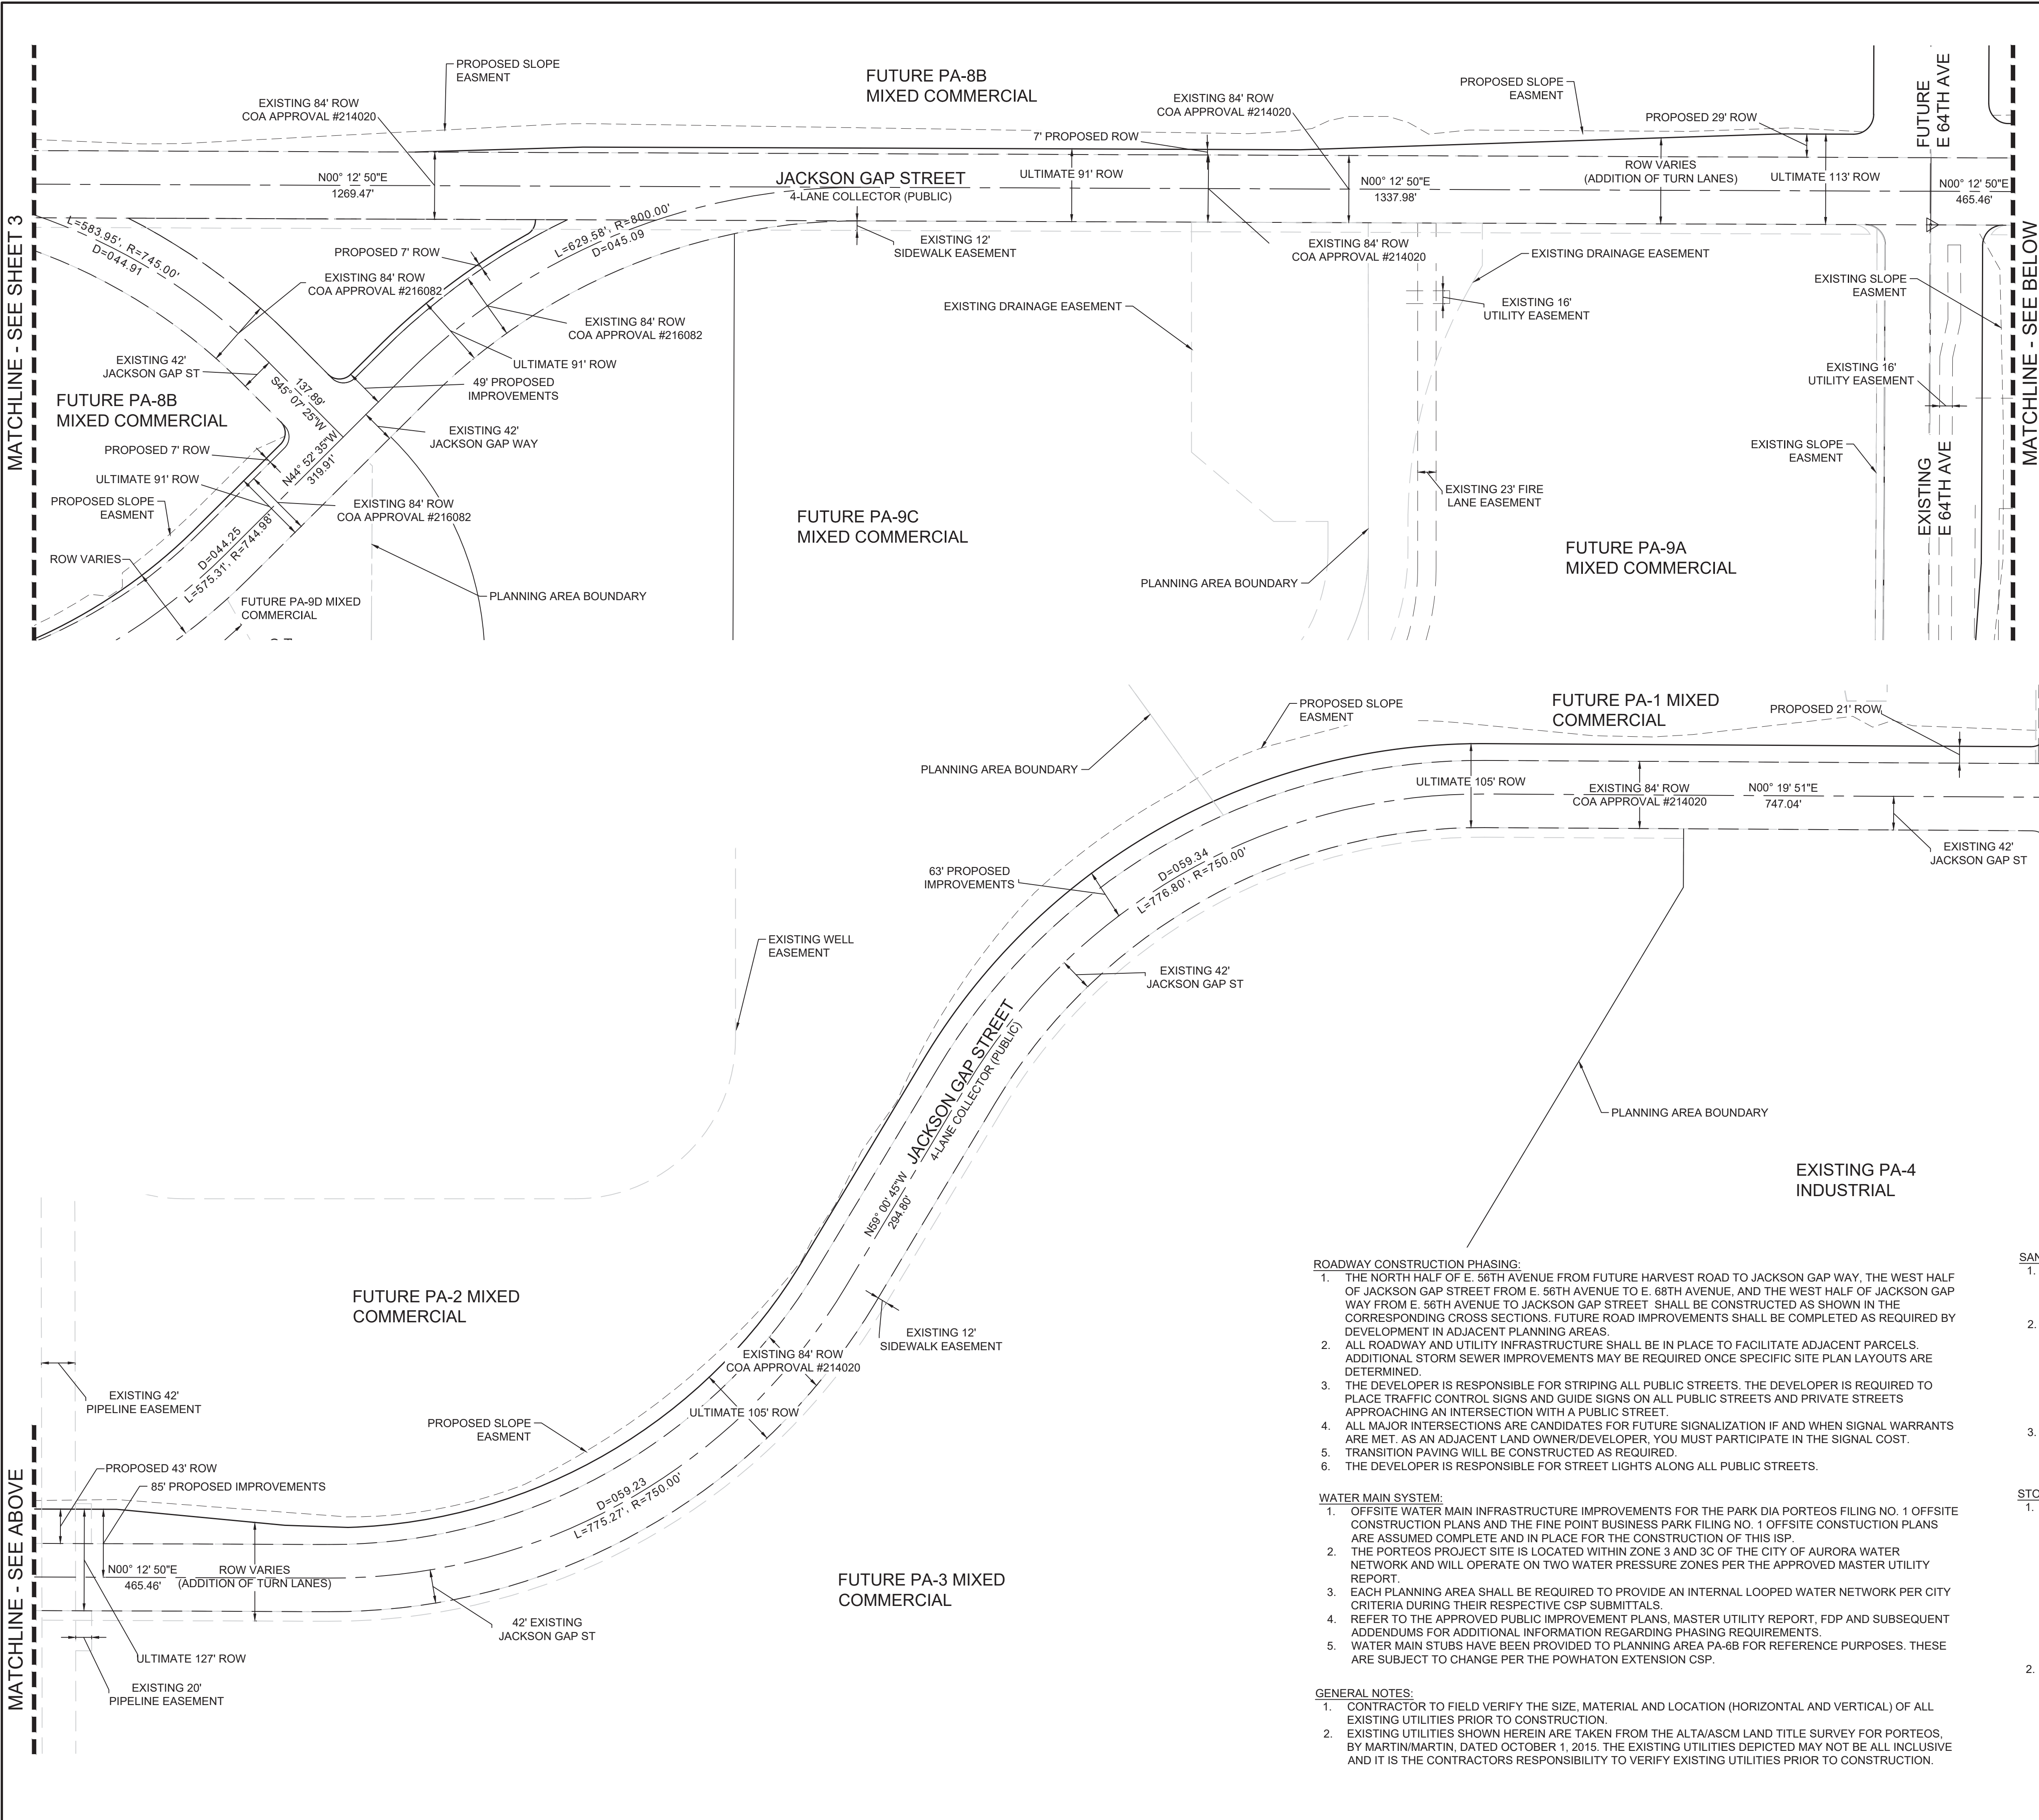 MATCHLINE - SEE SHEET 3
PROPOSED SLOPE
EASMENT
EXISTING 84' ROW
COA APPROVAL #214020
FUTURE PA-8B
MIXED COMMERCIAL
EXISTING 84' ROW
COA APPROVAL #214020
7' PROPOSED ROW
PROPOSED SLOPE
EASMENT
PROPOSED 29' ROW
FUTURE
E 64TH AVE
N00° 12' 50"E
1269.47'
JACKSON GAP STREET
4-LANE COLLECTOR (PUBLIC)
ULTIMATE 91' ROW
N00° 12' 50"E
1337.98'
ROW VARIES
(ADDITION OF TURN LANES)
ULTIMATE 113' ROW
N00° 12' 50"E
465.46'
MATCHLINE - SEE BELOW
L=583.95', R=745.00'
D=044.91
PROPOSED 7' ROW
EXISTING 84' ROW
COA APPROVAL #216082
L=629.58', R=800.00'
D=045.09
EXISTING 12'
SIDEWALK EASEMENT
EXISTING 84' ROW
COA APPROVAL #214020
EXISTING DRAINAGE EASEMENT
EXISTING DRAINAGE EASEMENT
EXISTING 16'
UTILITY EASEMENT
EXISTING SLOPE
EASMENT
EXISTING 84' ROW
COA APPROVAL #216082
ULTIMATE 91' ROW
49' PROPOSED
IMPROVEMENTS
EXISTING 42'
JACKSON GAP ST
FUTURE PA-8B
MIXED COMMERCIAL
137.89'
S45° 07' 25"W
EXISTING 42'
JACKSON GAP WAY
EXISTING 16'
UTILITY EASEMENT
PROPOSED 7' ROW
N44° 52' 35"W
319.91'
ULTIMATE 91' ROW
PROPOSED SLOPE
EASMENT
EXISTING 84' ROW
COA APPROVAL #216082
EXISTING SLOPE
EASMENT
EXISTING
E 64TH AVE
EXISTING 23' FIRE
LANE EASEMENT
FUTURE PA-9C
MIXED COMMERCIAL
FUTURE PA-9A
MIXED COMMERCIAL
ROW VARIES
D=044.25
L=575.31', R=744.98'
PLANNING AREA BOUNDARY
PLANNING AREA BOUNDARY
FUTURE PA-9D MIXED
COMMERCIAL
PROPOSED SLOPE
EASMENT
FUTURE PA-1 MIXED
COMMERCIAL
PROPOSED 21' ROW
PLANNING AREA BOUNDARY
ULTIMATE 105' ROW
EXISTING 84' ROW
COA APPROVAL #214020
N00° 19' 51"E
747.04'
EXISTING 42'
JACKSON GAP ST
63' PROPOSED
IMPROVEMENTS
D=059.34
L=776.80', R=750.00'
EXISTING WELL
EASEMENT
EXISTING 42'
JACKSON GAP ST
JACKSON GAP STREET
4-LANE COLLECTOR (PUBLIC)
PLANNING AREA BOUNDARY
EXISTING PA-4
INDUSTRIAL
N59° 00' 45"W
294.80'
FUTURE PA-2 MIXED
COMMERCIAL
EXISTING 12'
SIDEWALK EASEMENT
EXISTING 84' ROW
COA APPROVAL #214020
EXISTING 42'
PIPELINE EASEMENT
ULTIMATE 105' ROW
PROPOSED SLOPE
EASMENT
MATCHLINE - SEE ABOVE
PROPOSED 43' ROW
85' PROPOSED IMPROVEMENTS
D=059.23
L=775.27', R=750.00'
N00° 12' 50"E
465.46'
ROW VARIES
(ADDITION OF TURN LANES)
FUTURE PA-3 MIXED
COMMERCIAL
42' EXISTING
JACKSON GAP ST
ULTIMATE 127' ROW
EXISTING 20'
PIPELINE EASEMENT
ROADWAY CONSTRUCTION PHASING:
1. THE NORTH HALF OF E. 56TH AVENUE FROM FUTURE HARVEST ROAD TO JACKSON GAP WAY, THE WEST HALF
OF JACKSON GAP STREET FROM E. 56TH AVENUE TO E. 68TH AVENUE, AND THE WEST HALF OF JACKSON GAP
WAY FROM E. 56TH AVENUE TO JACKSON GAP STREET SHALL BE CONSTRUCTED AS SHOWN IN THE
CORRESPONDING CROSS SECTIONS. FUTURE ROAD IMPROVEMENTS SHALL BE COMPLETED AS REQUIRED BY
DEVELOPMENT IN ADJACENT PLANNING AREAS.
2. ALL ROADWAY AND UTILITY INFRASTRUCTURE SHALL BE IN PLACE TO FACILITATE ADJACENT PARCELS.
ADDITIONAL STORM SEWER IMPROVEMENTS MAY BE REQUIRED ONCE SPECIFIC SITE PLAN LAYOUTS ARE
DETERMINED.
3. THE DEVELOPER IS RESPONSIBLE FOR STRIPING ALL PUBLIC STREETS. THE DEVELOPER IS REQUIRED TO
PLACE TRAFFIC CONTROL SIGNS AND GUIDE SIGNS ON ALL PUBLIC STREETS AND PRIVATE STREETS
APPROACHING AN INTERSECTION WITH A PUBLIC STREET.
4. ALL MAJOR INTERSECTIONS ARE CANDIDATES FOR FUTURE SIGNALIZATION IF AND WHEN SIGNAL WARRANTS
ARE MET. AS AN ADJACENT LAND OWNER/DEVELOPER, YOU MUST PARTICIPATE IN THE SIGNAL COST.
5. TRANSITION PAVING WILL BE CONSTRUCTED AS REQUIRED.
6. THE DEVELOPER IS RESPONSIBLE FOR STREET LIGHTS ALONG ALL PUBLIC STREETS.
WATER MAIN SYSTEM:
1. OFFSITE WATER MAIN INFRASTRUCTURE IMPROVEMENTS FOR THE PARK DIA PORTEOS FILING NO. 1 OFFSITE
CONSTRUCTION PLANS AND THE FINE POINT BUSINESS PARK FILING NO. 1 OFFSITE CONSTUCTION PLANS
ARE ASSUMED COMPLETE AND IN PLACE FOR THE CONSTRUCTION OF THIS ISP.
2. THE PORTEOS PROJECT SITE IS LOCATED WITHIN ZONE 3 AND 3C OF THE CITY OF AURORA WATER
NETWORK AND WILL OPERATE ON TWO WATER PRESSURE ZONES PER THE APPROVED MASTER UTILITY
REPORT.
3. EACH PLANNING AREA SHALL BE REQUIRED TO PROVIDE AN INTERNAL LOOPED WATER NETWORK PER CITY
CRITERIA DURING THEIR RESPECTIVE CSP SUBMITTALS.
4. REFER TO THE APPROVED PUBLIC IMPROVEMENT PLANS, MASTER UTILITY REPORT, FDP AND SUBSEQUENT
ADDENDUMS FOR ADDITIONAL INFORMATION REGARDING PHASING REQUIREMENTS.
5. WATER MAIN STUBS HAVE BEEN PROVIDED TO PLANNING AREA PA-6B FOR REFERENCE PURPOSES. THESE
ARE SUBJECT TO CHANGE PER THE POWHATON EXTENSION CSP.
GENERAL NOTES:
1. CONTRACTOR TO FIELD VERIFY THE SIZE, MATERIAL AND LOCATION (HORIZONTAL AND VERTICAL) OF ALL
EXISTING UTILITIES PRIOR TO CONSTRUCTION.
2. EXISTING UTILITIES SHOWN HEREIN ARE TAKEN FROM THE ALTA/ASCM LAND TITLE SURVEY FOR PORTEOS,
BY MARTIN/MARTIN, DATED OCTOBER 1, 2015. THE EXISTING UTILITIES DEPICTED MAY NOT BE ALL INCLUSIVE
AND IT IS THE CONTRACTORS RESPONSIBILITY TO VERIFY EXISTING UTILITIES PRIOR TO CONSTRUCTION.
1.
2.
3.
1.
2.